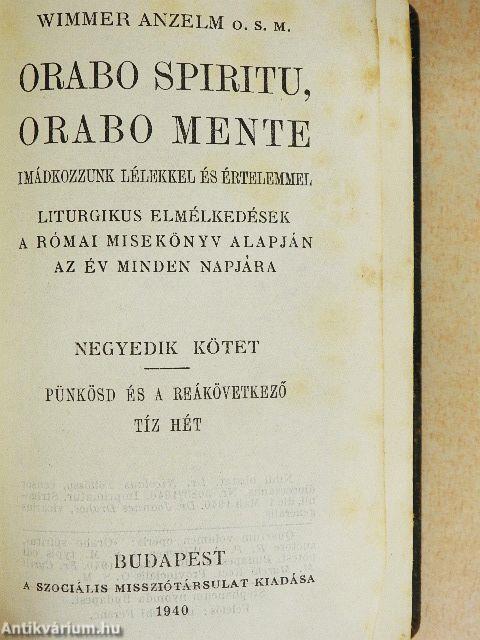 WIMMER ANZELM O. S. M.
ORABO SPIRITU,
ORABO MENTE
IMÁDKOZZUNK LÉLEKKEL ÉS ÉRTELEMMEL
LITURGIKUS ELMÉLKEDÉSEK
A RÓMAI MISEKÖNYV ALAPJÁN
AZ ÉV MINDEN NAPJÁRA
NEGYEDIK KÖTET
PÜNKÖSD ÉS A REÁKÖVETKEZŐ
TÍZ HÉT
BUDAPEST
A SZOCIÁLIS MISSZIÓTÁRSULAT KIADÁSA
1940
Antikvárium.hu